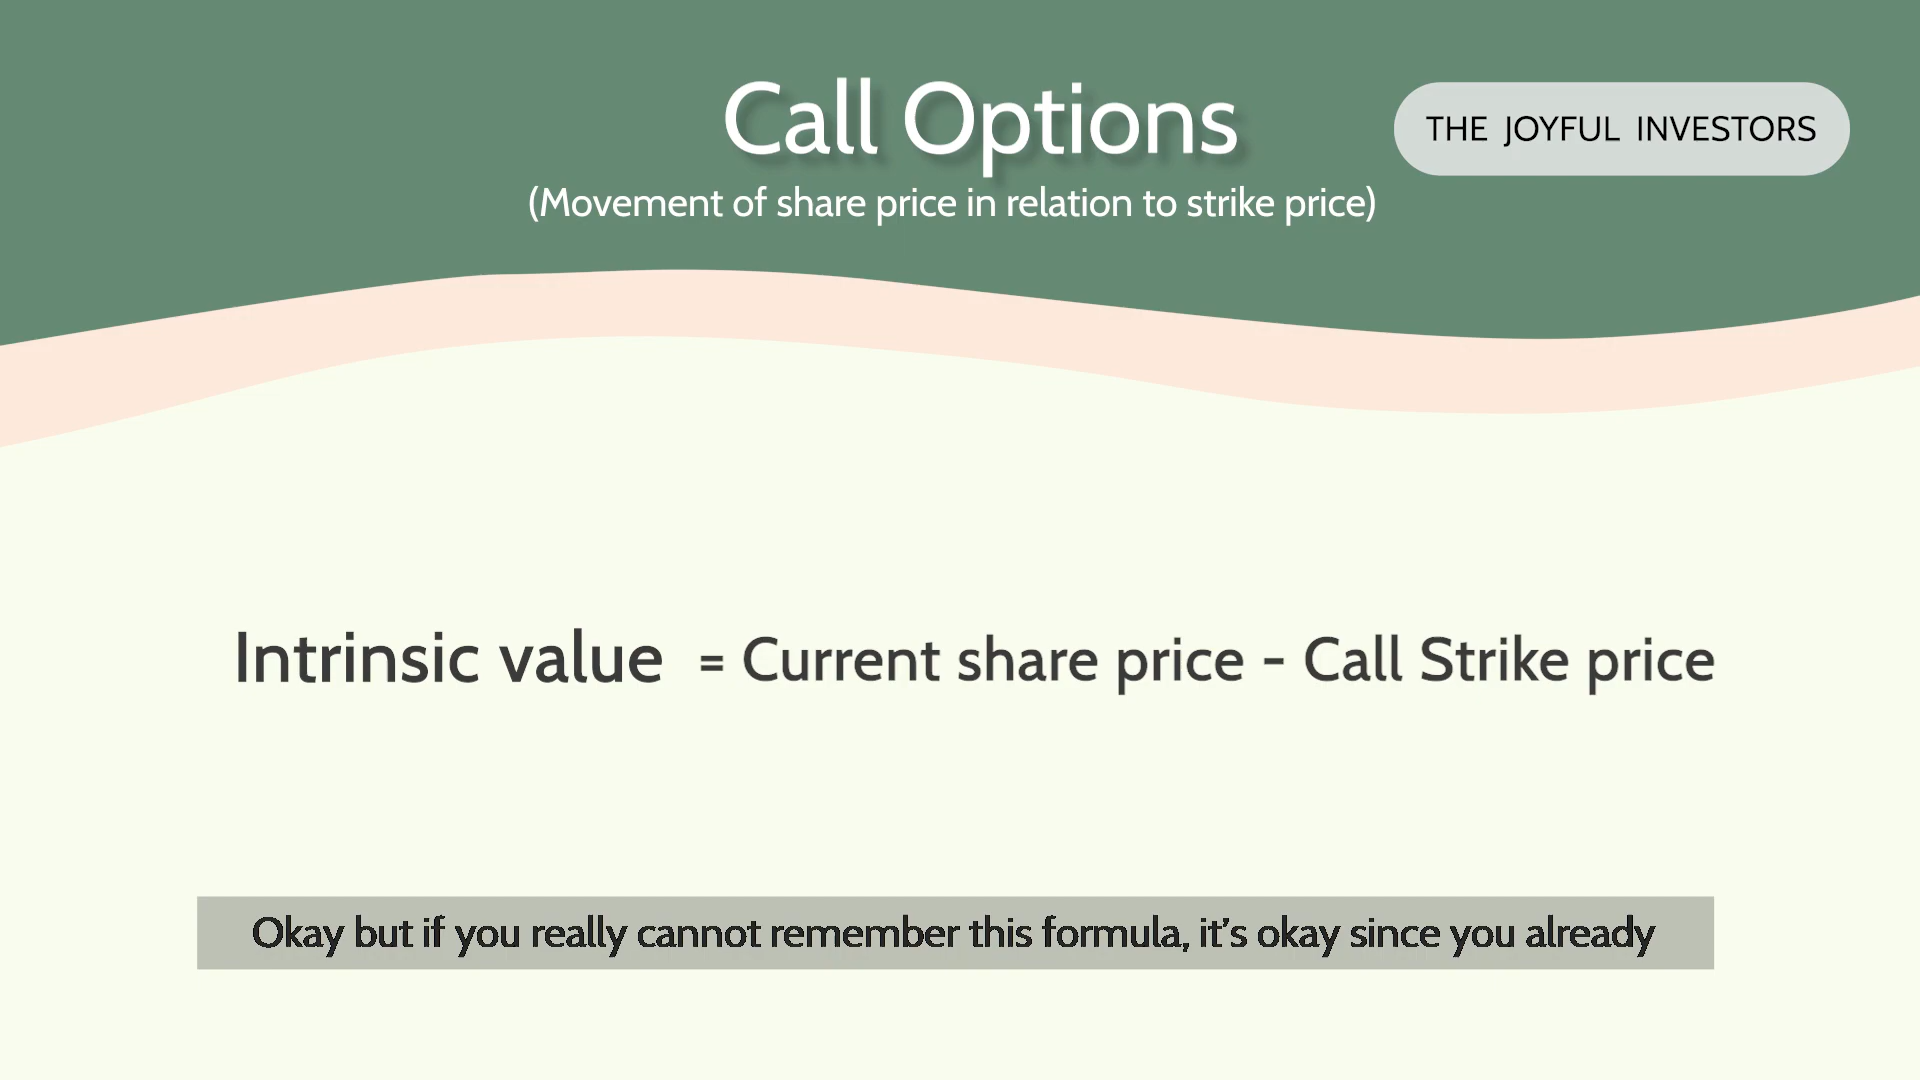 Call Options
THE JOYFUL INVESTORS
(Movement of share price in relation to strike price)
Intrinsic value = Current share price - Call Strike price
Okay but if you really cannot remember this formula, it’s okay since you already